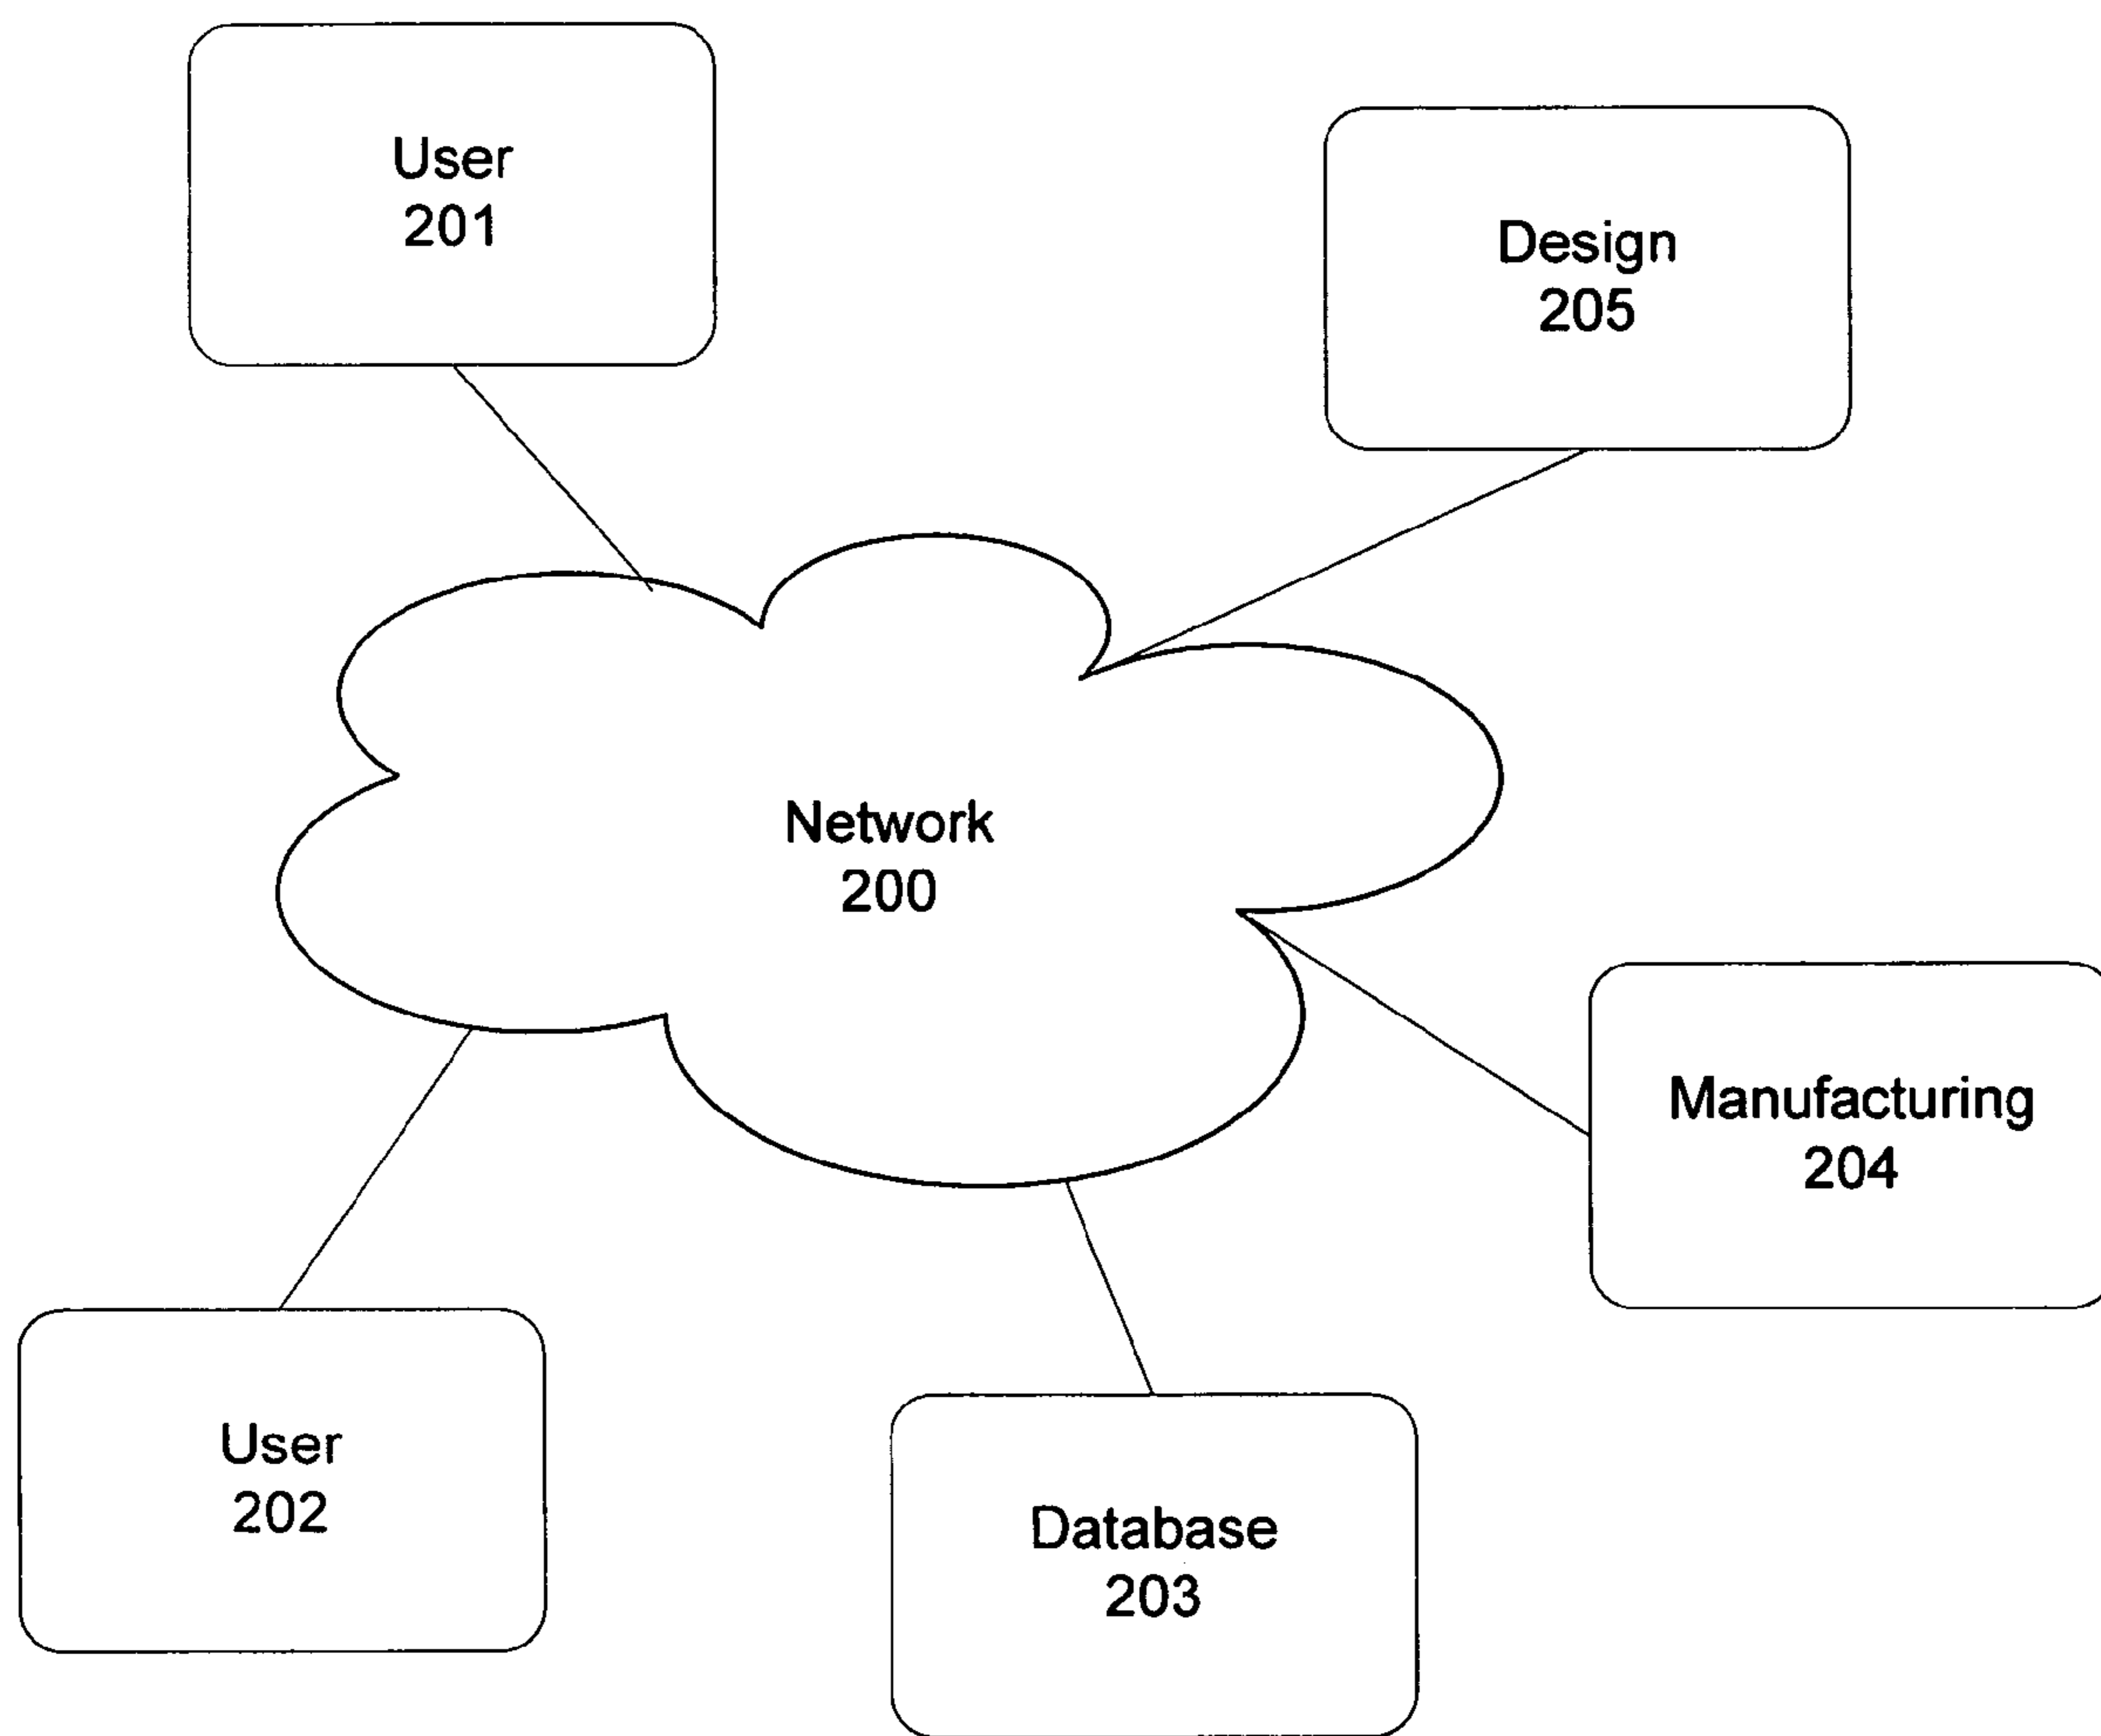 User
201
Design
205
Network
200
Manufacturing
204
User
202
Database
203